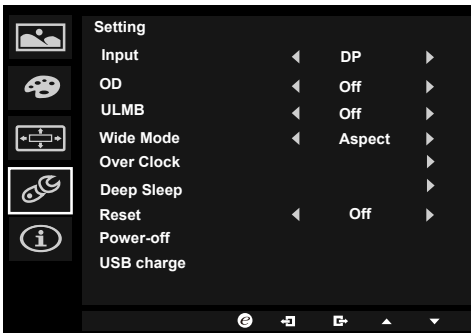 Setting
Input DP
OD Off
ULMB Off
Wide Mode Aspect
Over Clock
Deep Sleep
Reset Off
Power-off
USB charge